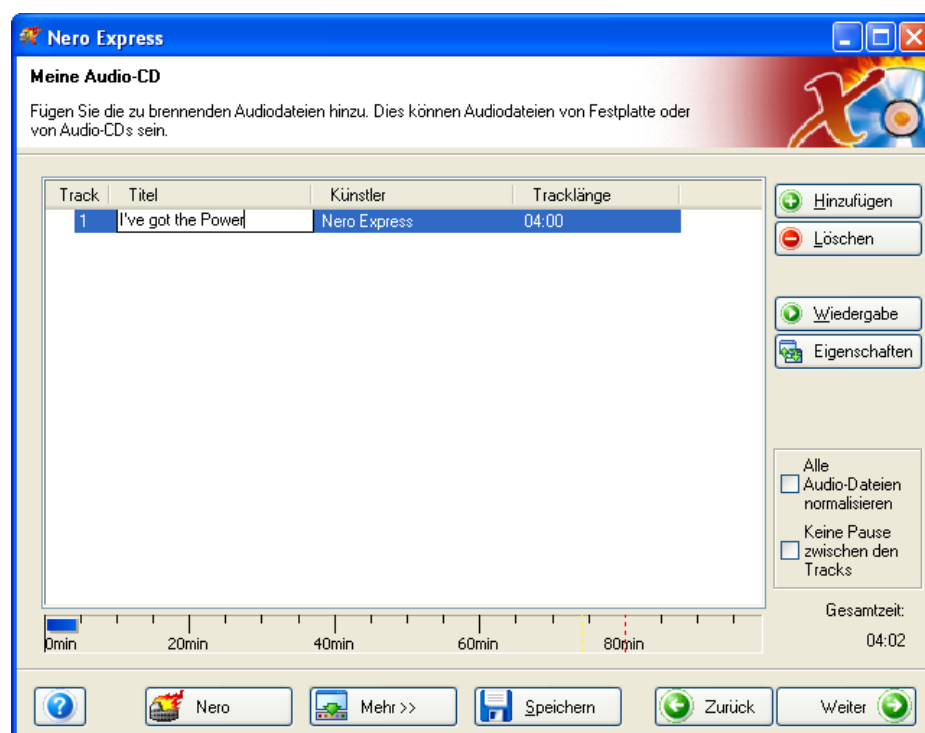 Nero Express
Meine Audio-CD
Fügen Sie die zu brennenden Audiodateien hinzu. Dies können Audiodateien von Festplatte oder
von Audio-CDs sein.
Track Titel Künstler Tracklänge
1 I've got the Power Nero Express 04:00
Hinzufügen
Löschen
Wiedergabe
Eigenschaften
Alle
Audio-Dateien
normalisieren
Keine Pause
zwischen den
Tracks
Gesamtzeit:
04:02
0min 20min 40min 60min 80min
Nero Mehr >> Speichern Zurück Weiter